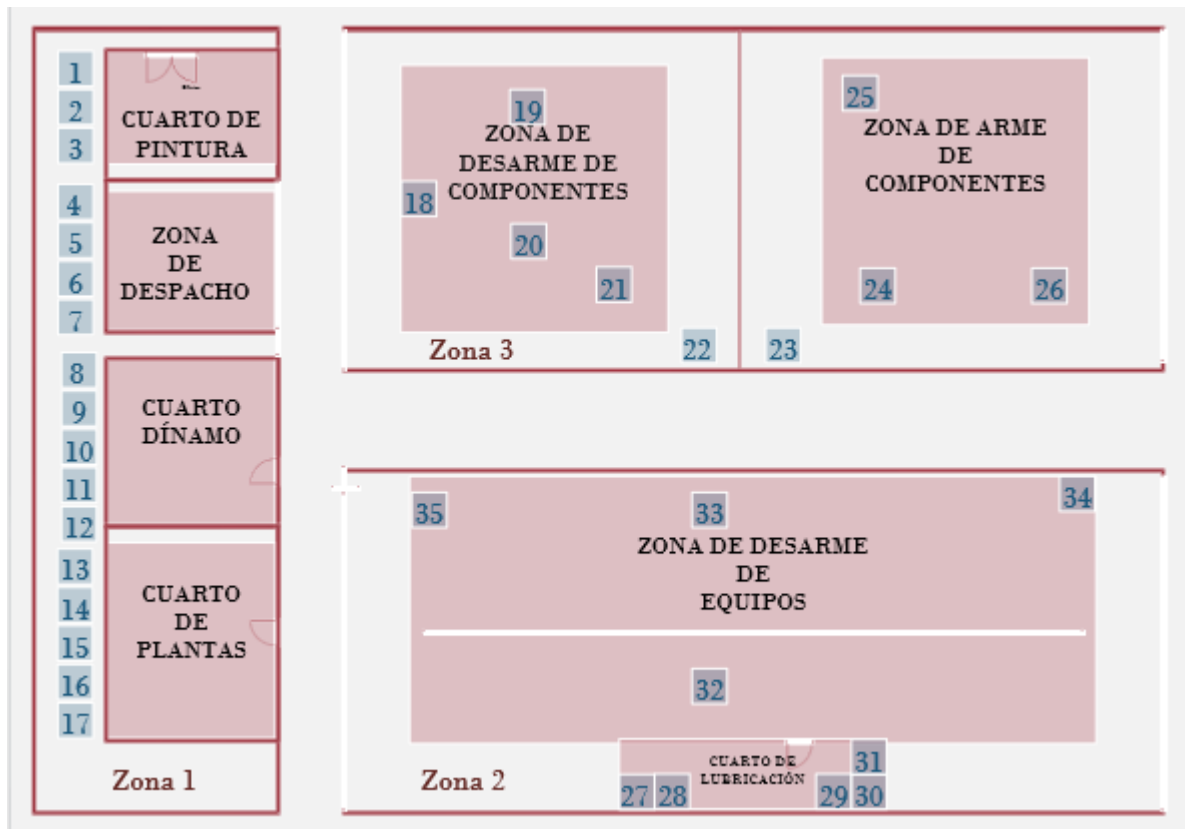 1
2
3
CUARTO DE
PINTURA
4
5
6
7
ZONA
DE
DESPACHO
8
9
10
11
12
CUARTO
DÍNAMO
13
14
15
16
17
CUARTO
DE
PLANTAS
Zona 1
19
ZONA DE
DESARME DE
COMPONENTES
18
20
21
Zona 3
22
25
ZONA DE ARME
DE
COMPONENTES
24
26
23
35
33
34
ZONA DE DESARME
DE
EQUIPOS
32
Zona 2
CUARTO DE
LUBRICACIÓN
31
27
28
29
30